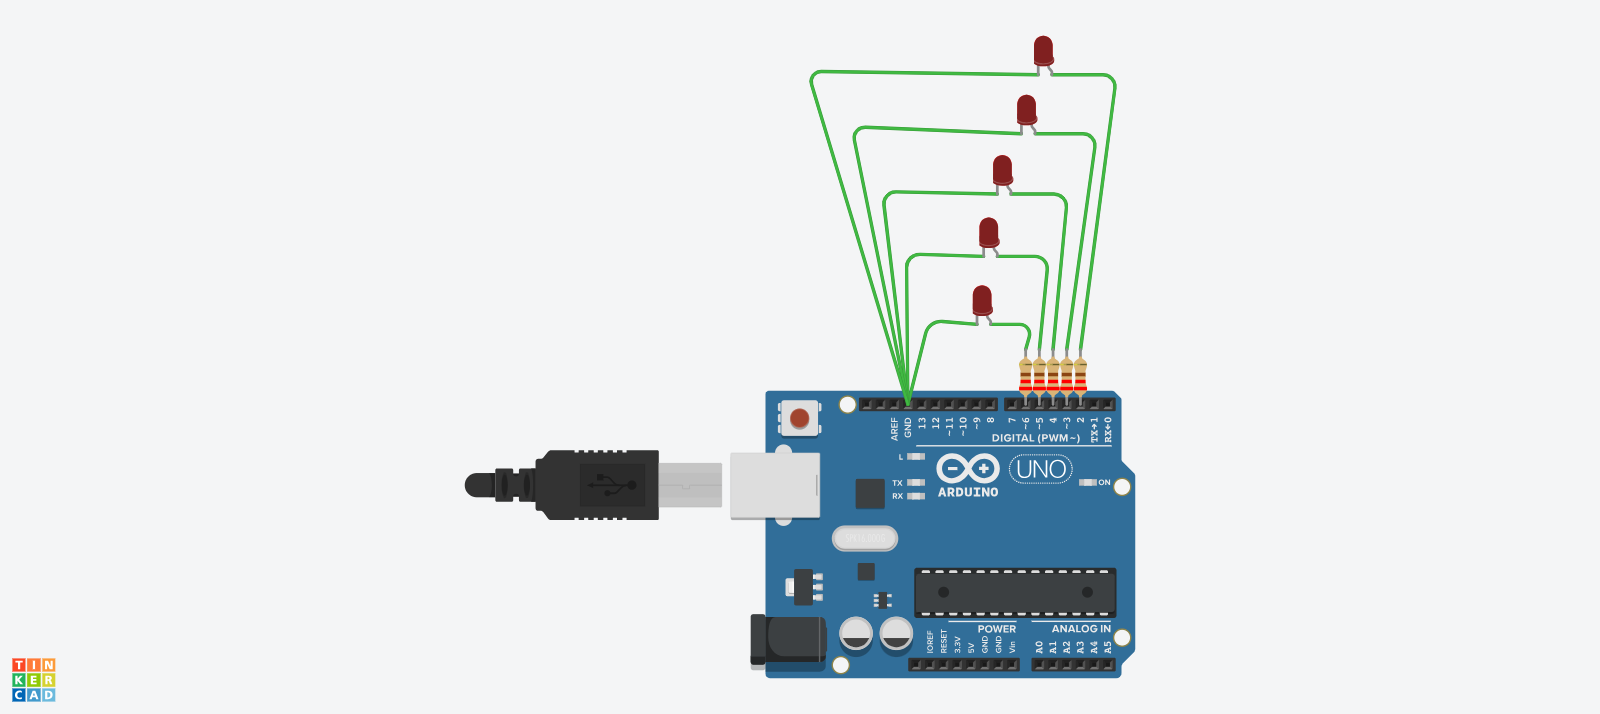 AREF
GND
13
12
~11
~10
~9
8
7
~6
~5
4
~3
2
TX→1
RX←0
DIGITAL (PWM~)
L
TX
RX
ARDUINO
UNO
ON
POWER
ANALOG IN
IOREF
RESET
3.3V
5V
GND
GND
Vin
A0
A1
A2
A3
A4
A5
TIN
KER
CAD